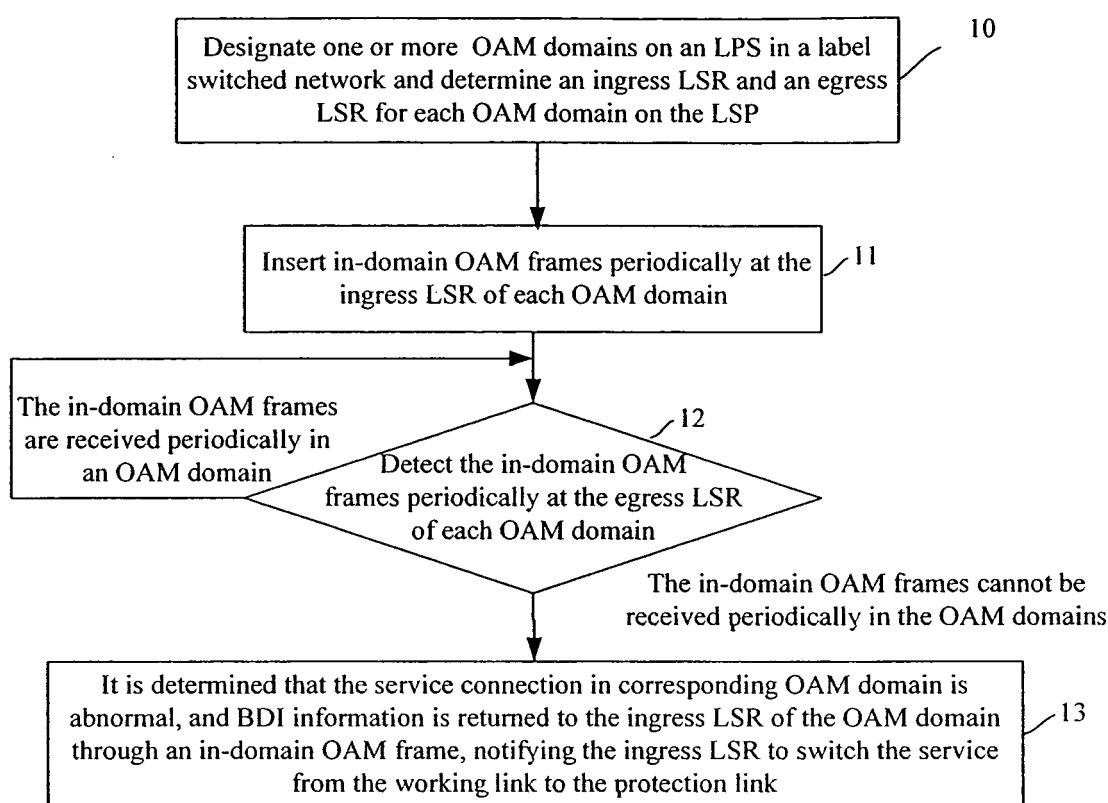 Designate one or more OAM domains on an LPS in a label
switched network and determine an ingress LSR and an egress
LSR for each OAM domain on the LSP
10
Insert in-domain OAM frames periodically at the
ingress LSR of each OAM domain
11
The in-domain OAM frames
are received periodically in
an OAM domain
12
Detect the in-domain OAM
frames periodically at the egress LSR
of each OAM domain
The in-domain OAM frames cannot be
received periodically in the OAM domains
It is determined that the service connection in corresponding OAM domain is
abnormal, and BDI information is returned to the ingress LSR of the OAM domain
through an in-domain OAM frame, notifying the ingress LSR to switch the service
from the working link to the protection link
13